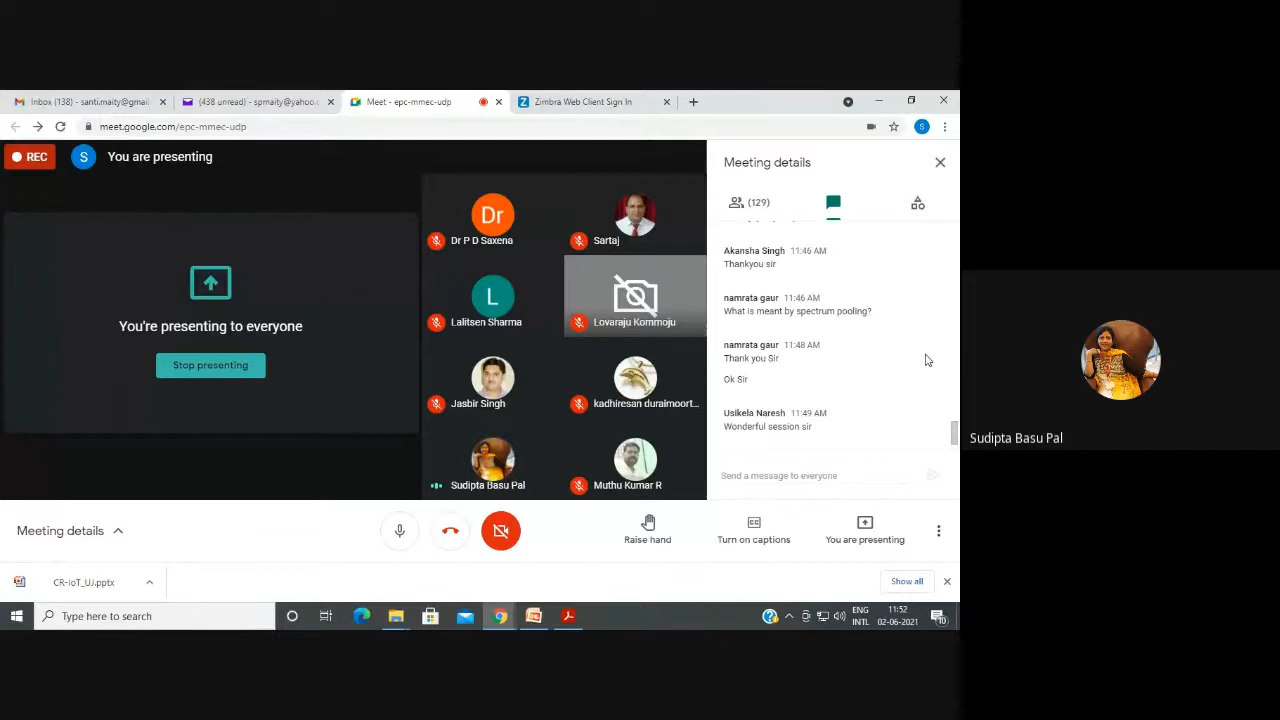 Inbox (138) - santi.maity@gmai
(438 unread) - spmaity@yahoo.c
Meet - epc-mmec-udp
Zimbra Web Client Sign In
meet.google.com/epc-mmec-udp
S
REC
S
You are presenting
You're presenting to everyone
Stop presenting
Dr
Dr P D Saxena
Sartaj
L
Lalitsen Sharma
Lovaraju Kommoju
Jasbir Singh
kadhiresan duraimoort...
Sudipta Basu Pal
Muthu Kumar R
Meeting details
(129)
Akansha Singh 11:46 AM
Thankyou sir
namrata gaur 11:46 AM
What is meant by spectrum pooling?
namrata gaur 11:48 AM
Thank you Sir
Ok Sir
Usikela Naresh 11:49 AM
Wonderful session sir
Send a message to everyone
Sudipta Basu Pal
Meeting details
Raise hand
Turn on captions
You are presenting
CR-IoT_UJ.pptx
Show all
Type here to search
ENG
INTL
11:52
02-06-2021
10